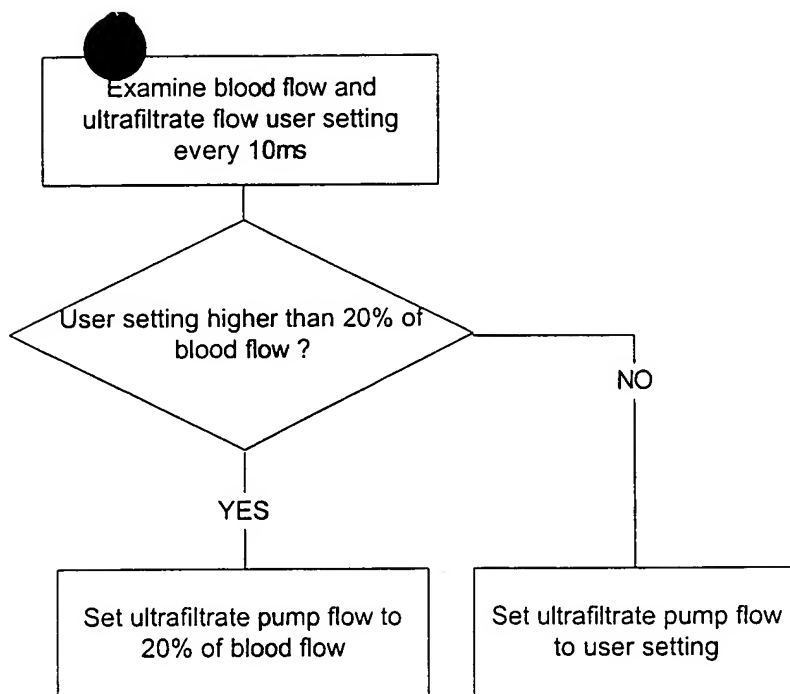 Examine blood flow and
ultrafiltrate flow user setting
every 10ms
User setting higher than 20% of
blood flow ?
NO
YES
Set ultrafiltrate pump flow to
20% of blood flow
Set ultrafiltrate pump flow
to user setting